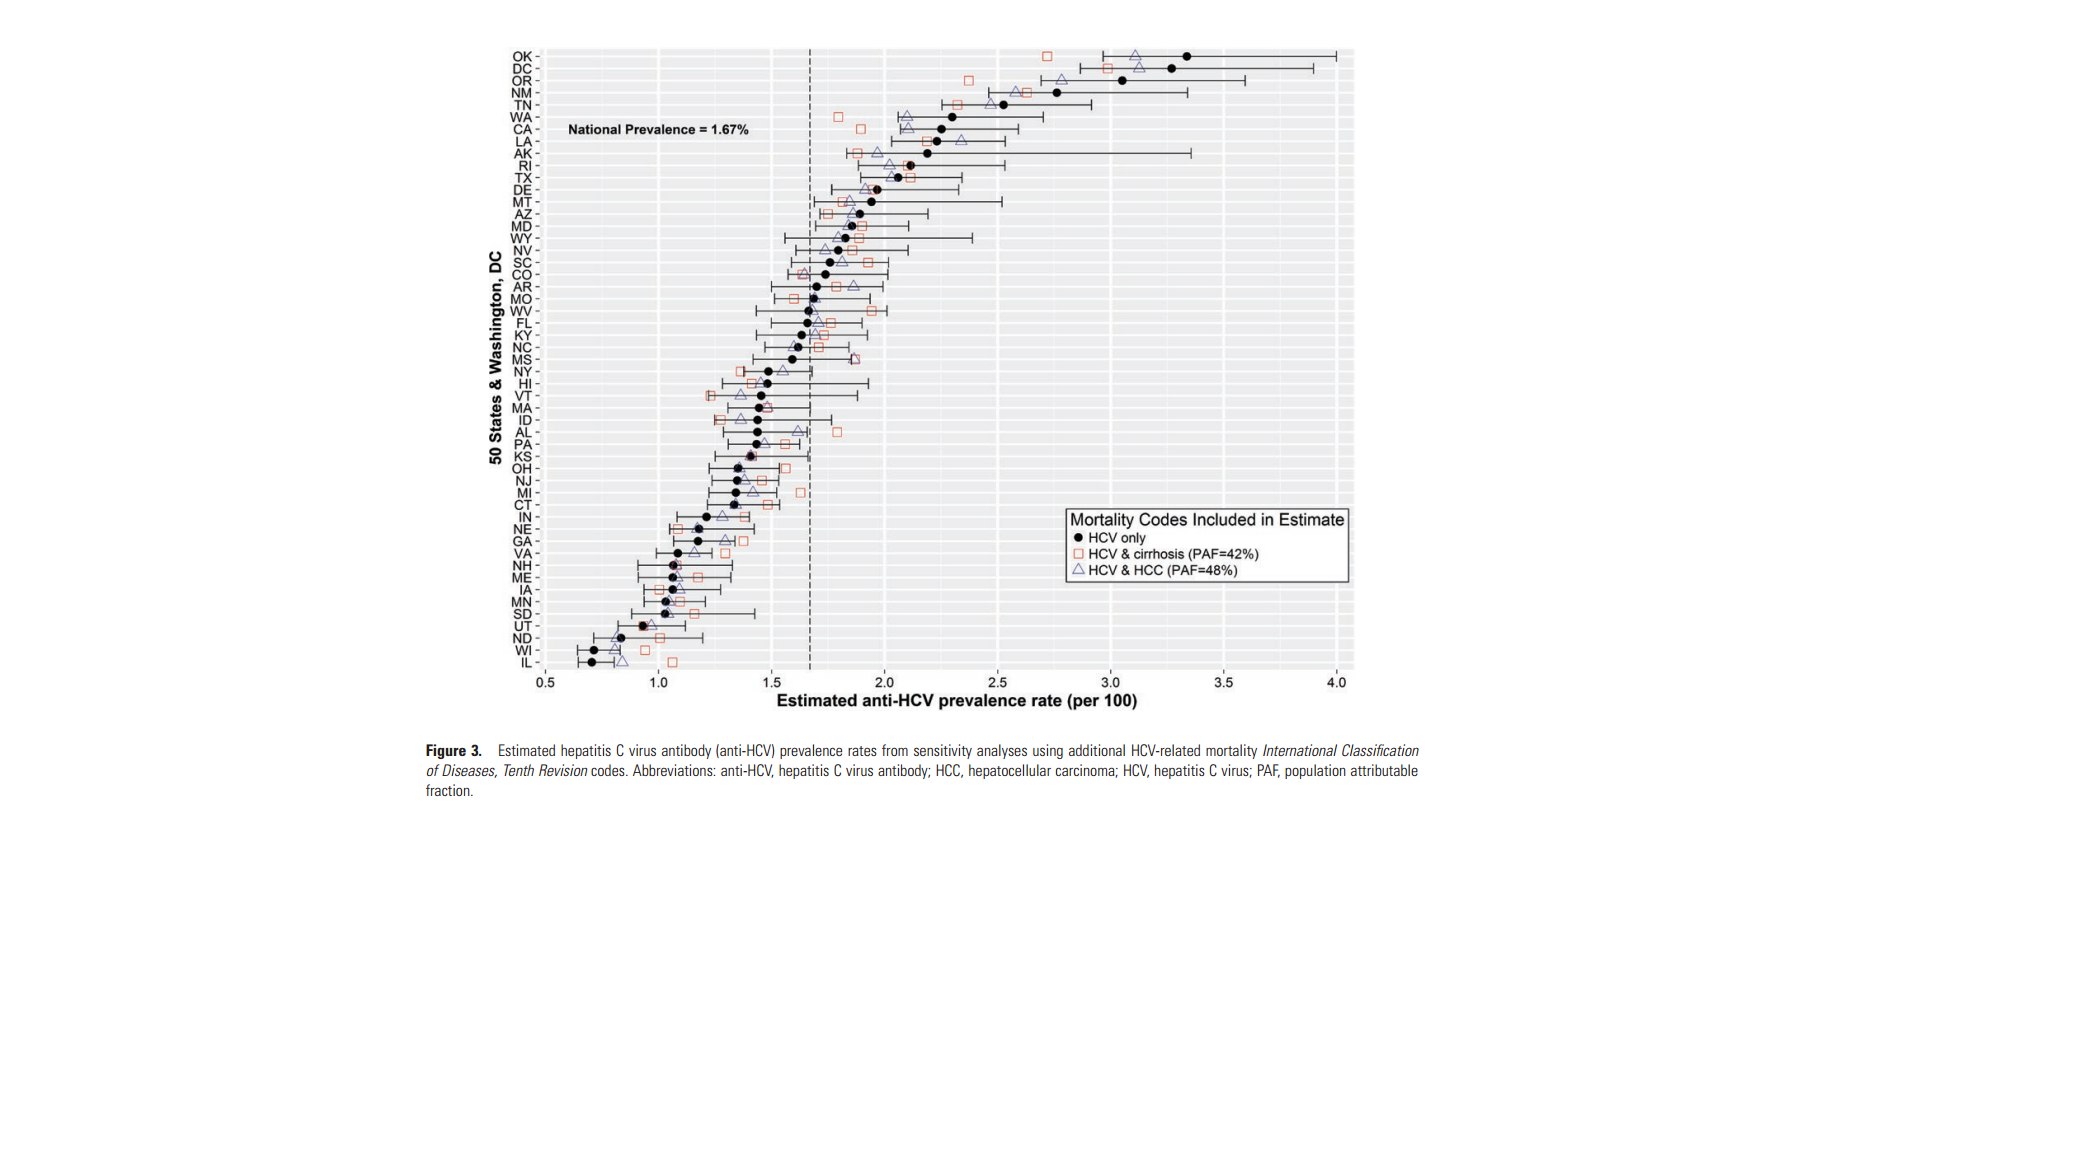 OK
DC
OR
NM
TN
WA
CA
National Prevalence = 1.67%
LA
AK
RI
TX
DE
MT
AZ
MD
WY
NV
SC
CO
AR
MO
WV
FL
KY
NC
MS
NY
HI
VT
MA
ID
AL
PA
KS
OH
NJ
MI
CT
IN
NE
GA
VA
NH
ME
IA
MN
SD
UT
ND
WI
IL
50 States & Washington, DC
Mortality Codes Included in Estimate
HCV only
HCV & cirrhosis (PAF=42%)
HCV & HCC (PAF=48%)
0.5 1.0 1.5 2.0 2.5 3.0 3.5 4.0
Estimated anti-HCV prevalence rate (per 100)
Figure 3. Estimated hepatitis C virus antibody (anti-HCV) prevalence rates from sensitivity analyses using additional HCV-related mortality International Classification
of Diseases, Tenth Revision codes. Abbreviations: anti-HCV, hepatitis C virus antibody; HCC, hepatocellular carcinoma; HCV, hepatitis C virus; PAF, population attributable
fraction.